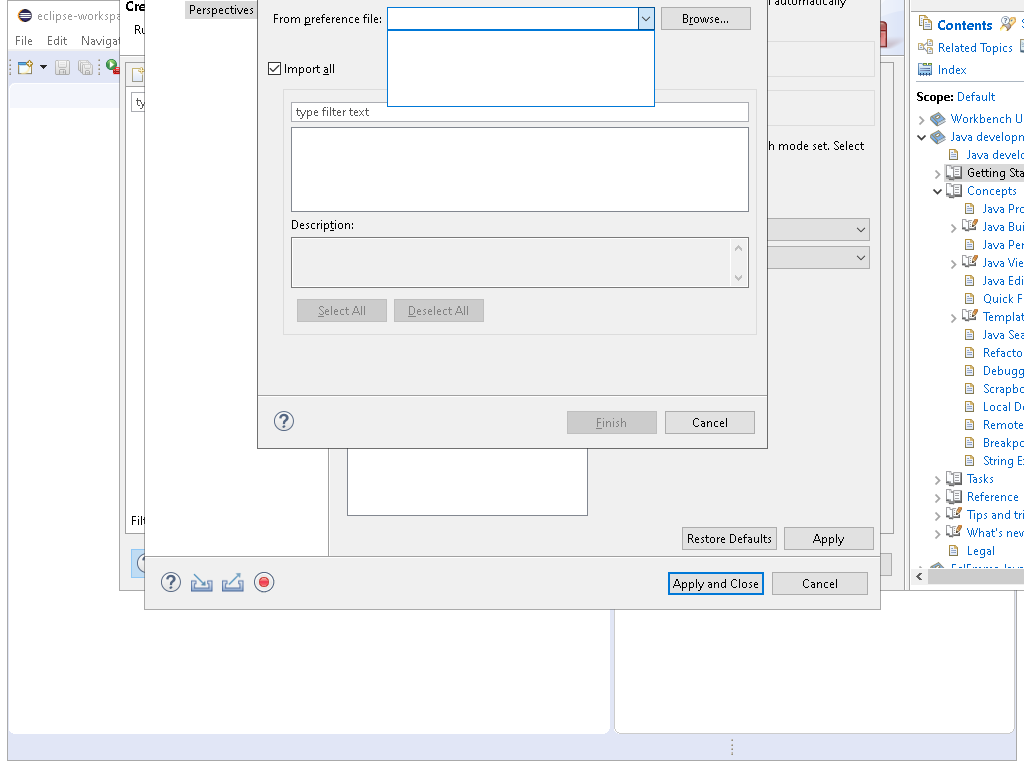 eclipse-workspa
File Edit Navigat
Cre
Ru
ty
Filt
Perspectives
From preference file:
Browse...
Import all
type filter text
Description:
Select All
Deselect All
Finish
Cancel
automatically
h mode set. Select
Restore Defaults
Apply
Apply and Close
Cancel
Contents
Related Topics
Index
Scope: Default
Workbench U
Java developm
Java develo
Getting Sta
Concepts
Java Pro
Java Bui
Java Per
Java Vie
Java Edi
Quick F
Templat
Java Sea
Refacto
Debugg
Scrapbo
Local De
Remote
Breakpo
String Ex
Tasks
Reference
Tips and tri
What's new
Legal